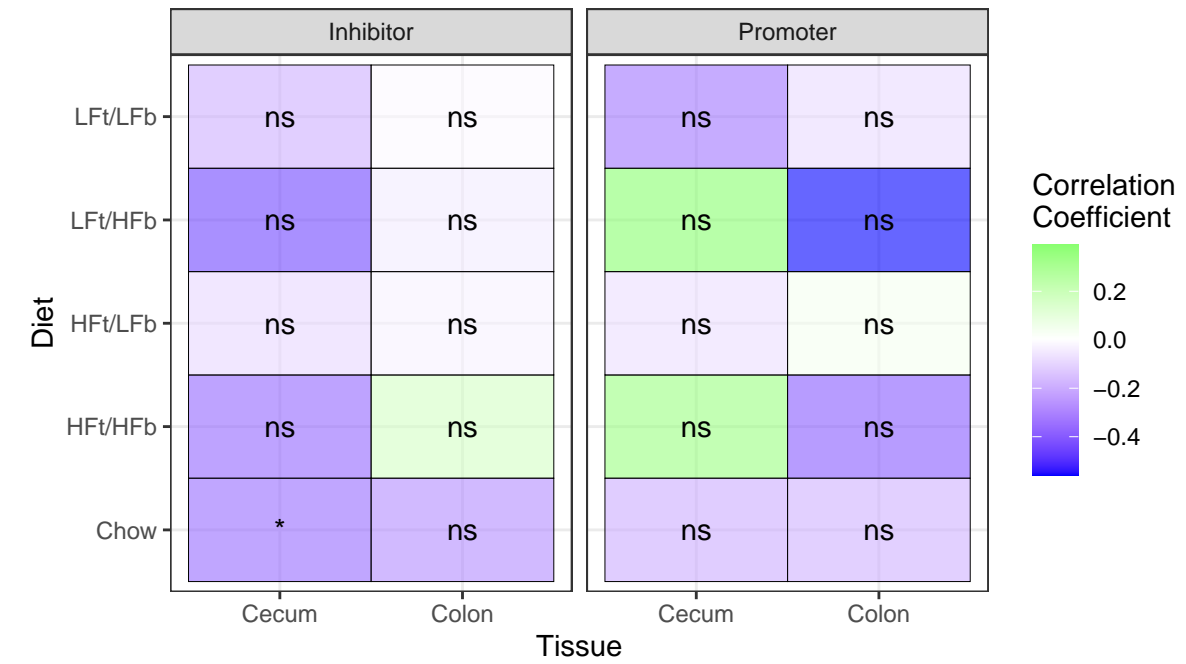 Inhibitor Promoter
LFt/LFb ns ns ns ns
LFt/HFb ns ns ns ns
HFt/LFb ns ns ns ns
HFt/HFb ns ns ns ns
Chow * ns ns ns
Cecum Colon Cecum Colon
Tissue
Diet
Correlation
Coefficient
0.2
0.0
−0.2
−0.4